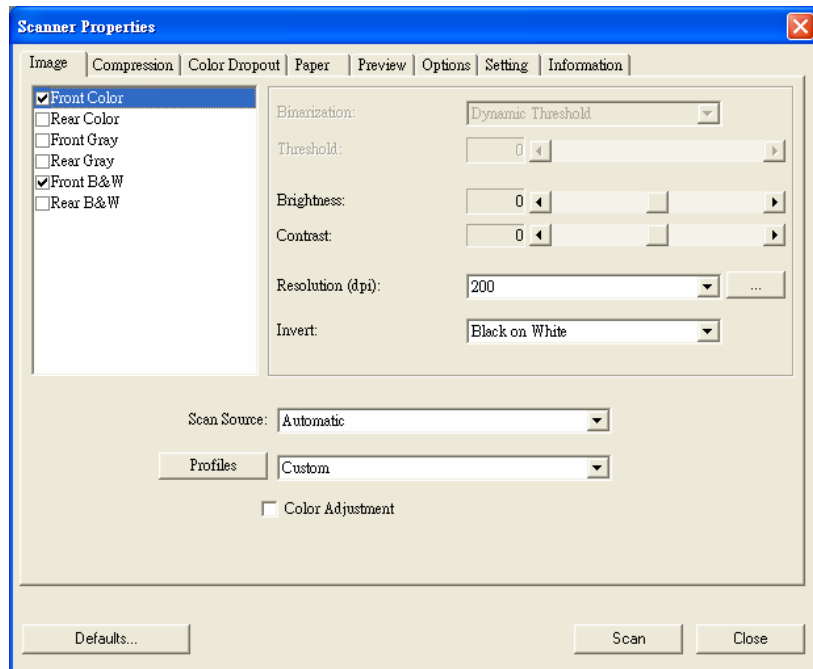 Scanner Properties
Image Compression Color Dropout Paper Preview Options Setting Information
Front Color
Rear Color
Front Gray
Rear Gray
Front B&W
Rear B&W
Binarization: Dynamic Threshold
Threshold: 0
Brightness: 0
Contrast: 0
Resolution (dpi): 200 ...
Invert: Black on White
Scan Source: Automatic
Profiles Custom
Color Adjustment
Defaults... Scan Close